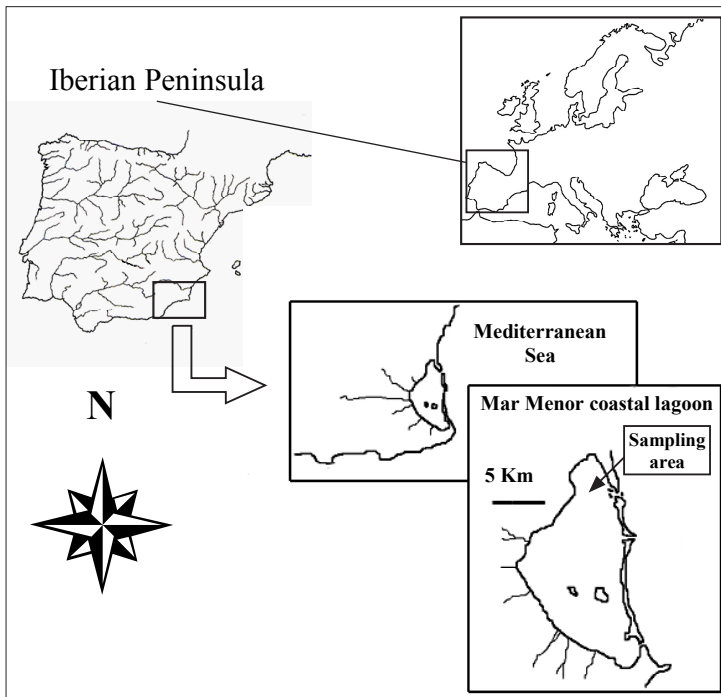 Iberian Peninsula
Mediterranean
Sea
N
Mar Menor coastal lagoon
Sampling
area
5 Km